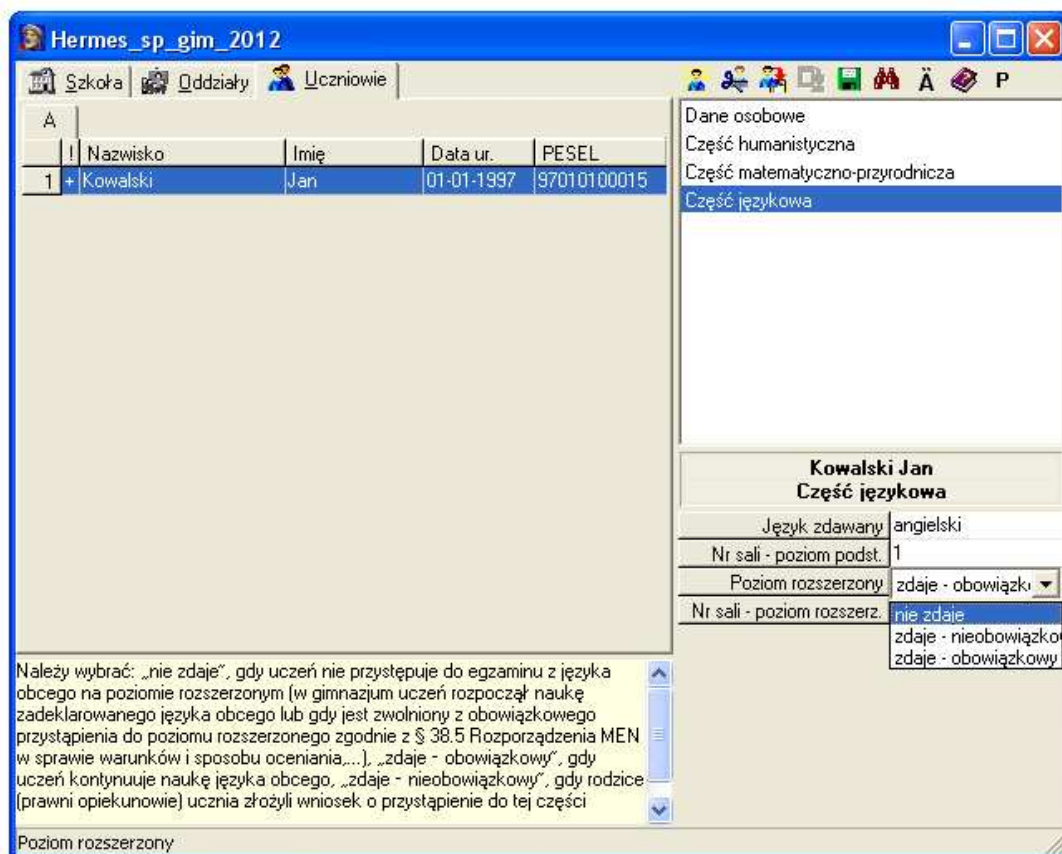 Hermes_sp_gim_2012
Szkoła Oddziały Uczniowie
Ä P
A
! Nazwisko Imię Data ur. PESEL
1 + Kowalski Jan 01-01-1997 97010100015
Dane osobowe
Część humanistyczna
Część matematyczno-przyrodnicza
Część językowa
Kowalski Jan
Część językowa
Język zdawany angielski
Nr sali - poziom podst. 1
Poziom rozszerzony zdaje - obowiązk
Nr sali - poziom rozszerz.
nie zdaje
zdaje - nieobowiązko
zdaje - obowiązkowy
Należy wybrać: „nie zdaje”, gdy uczeń nie przystępuje do egzaminu z języka
obcego na poziomie rozszerzonym (w gimnazjum uczeń rozpoczął naukę
zadeklarowanego języka obcego lub gdy jest zwolniony z obowiązkowego
przystąpienia do poziomu rozszerzonego zgodnie z § 38.5 Rozporządzenia MEN
w sprawie warunków i sposobu oceniania,...), „zdaje - obowiązkowy”, gdy
uczeń kontynuuje naukę języka obcego, „zdaje - nieobowiązkowy”, gdy rodzice
(prawni opiekunowie) ucznia złożyli wniosek o przystąpienie do tej części
Poziom rozszerzony